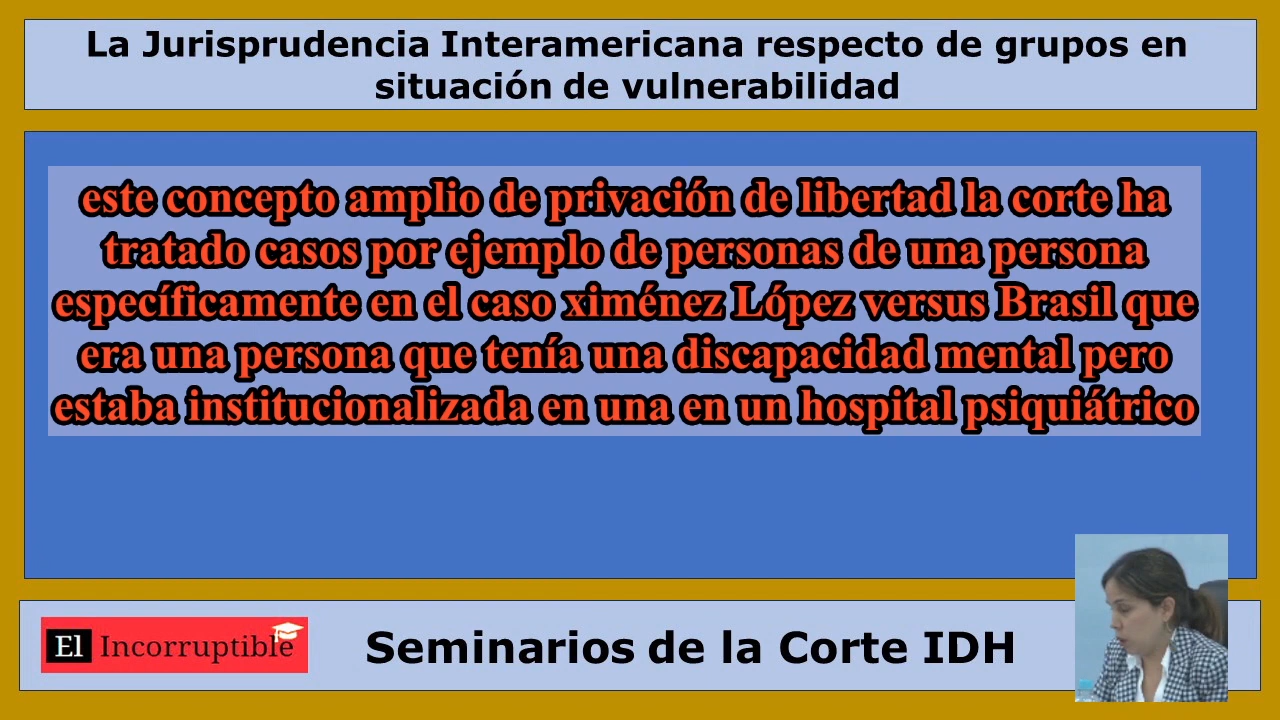 La Jurisprudencia Interamericana respecto de grupos en
situación de vulnerabilidad
este concepto amplio de privación de libertad la corte ha
tratado casos por ejemplo de personas de una persona
específicamente en el caso ximénez López versus Brasil que
era una persona que tenía una discapacidad mental pero
estaba institucionalizada en una en un hospital psiquiátrico
El Incorruptible
Seminarios de la Corte IDH